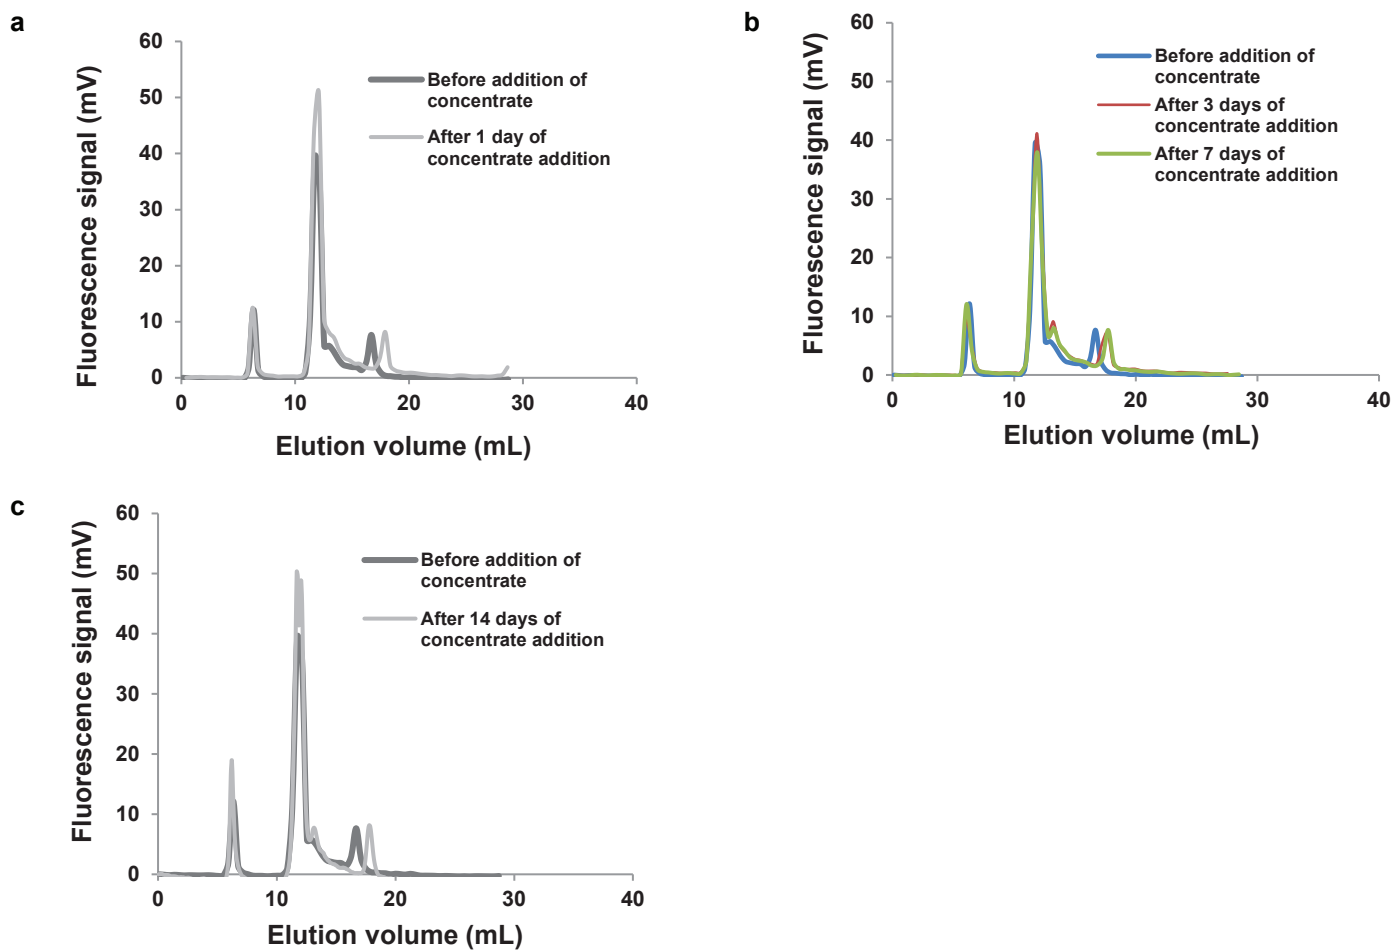 a
Fluorescence signal (mV)
60
50
40
30
20
10
0
0 10 20 30 40
Elution volume (mL)
Before addition of
concentrate
After 1 day of
concentrate addition
b
Fluorescence signal (mV)
60
50
40
30
20
10
0
0 10 20 30 40
Elution volume (mL)
Before addition of
concentrate
After 3 days of
concentrate addition
After 7 days of
concentrate addition
c
Fluorescence signal (mV)
60
50
40
30
20
10
0
0 10 20 30 40
Elution volume (mL)
Before addition of
concentrate
After 14 days of
concentrate addition